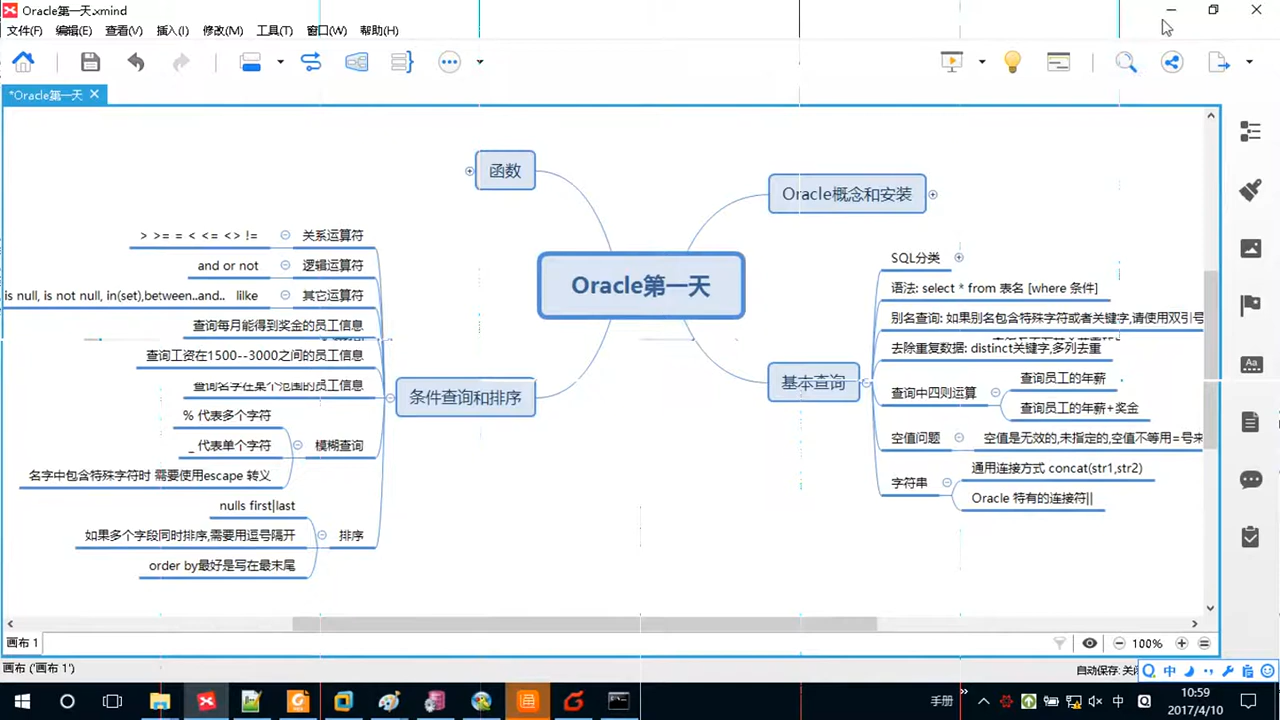 Oracle第一天.xmind
文件(F) 编辑(E) 查看(V) 插入(I) 修改(M) 工具(T) 窗口(W) 帮助(H)
*Oracle第一天
函数
Oracle概念和安装
Oracle第一天
> >= = < <= <> != 关系运算符
and or not 逻辑运算符
is null, is not null, in(set),between..and.. lilke 其它运算符
查询每月能得到奖金的员工信息
查询工资在1500--3000之间的员工信息
查询名字在某个范围的员工信息
条件查询和排序
% 代表多个字符
_ 代表单个字符
模糊查询
名字中包含特殊字符时 需要使用escape 转义
nulls first|last
如果多个字段同时排序,需要用逗号隔开
排序
order by最好是写在最末尾
SQL分类
语法: select * from 表名 [where 条件]
别名查询: 如果别名包含特殊字符或者关键字,请使用双引号
去除重复数据: distinct关键字,多列去重
基本查询
查询中四则运算
查询员工的年薪
查询员工的年薪+奖金
空值问题
空值是无效的,未指定的,空值不等用=号来
字符串
通用连接方式 concat(str1,str2)
Oracle 特有的连接符||
画布 1
100%
画布 ('画布 1')
自动保存: 关闭
中
手册
中
10:59
2017/4/10